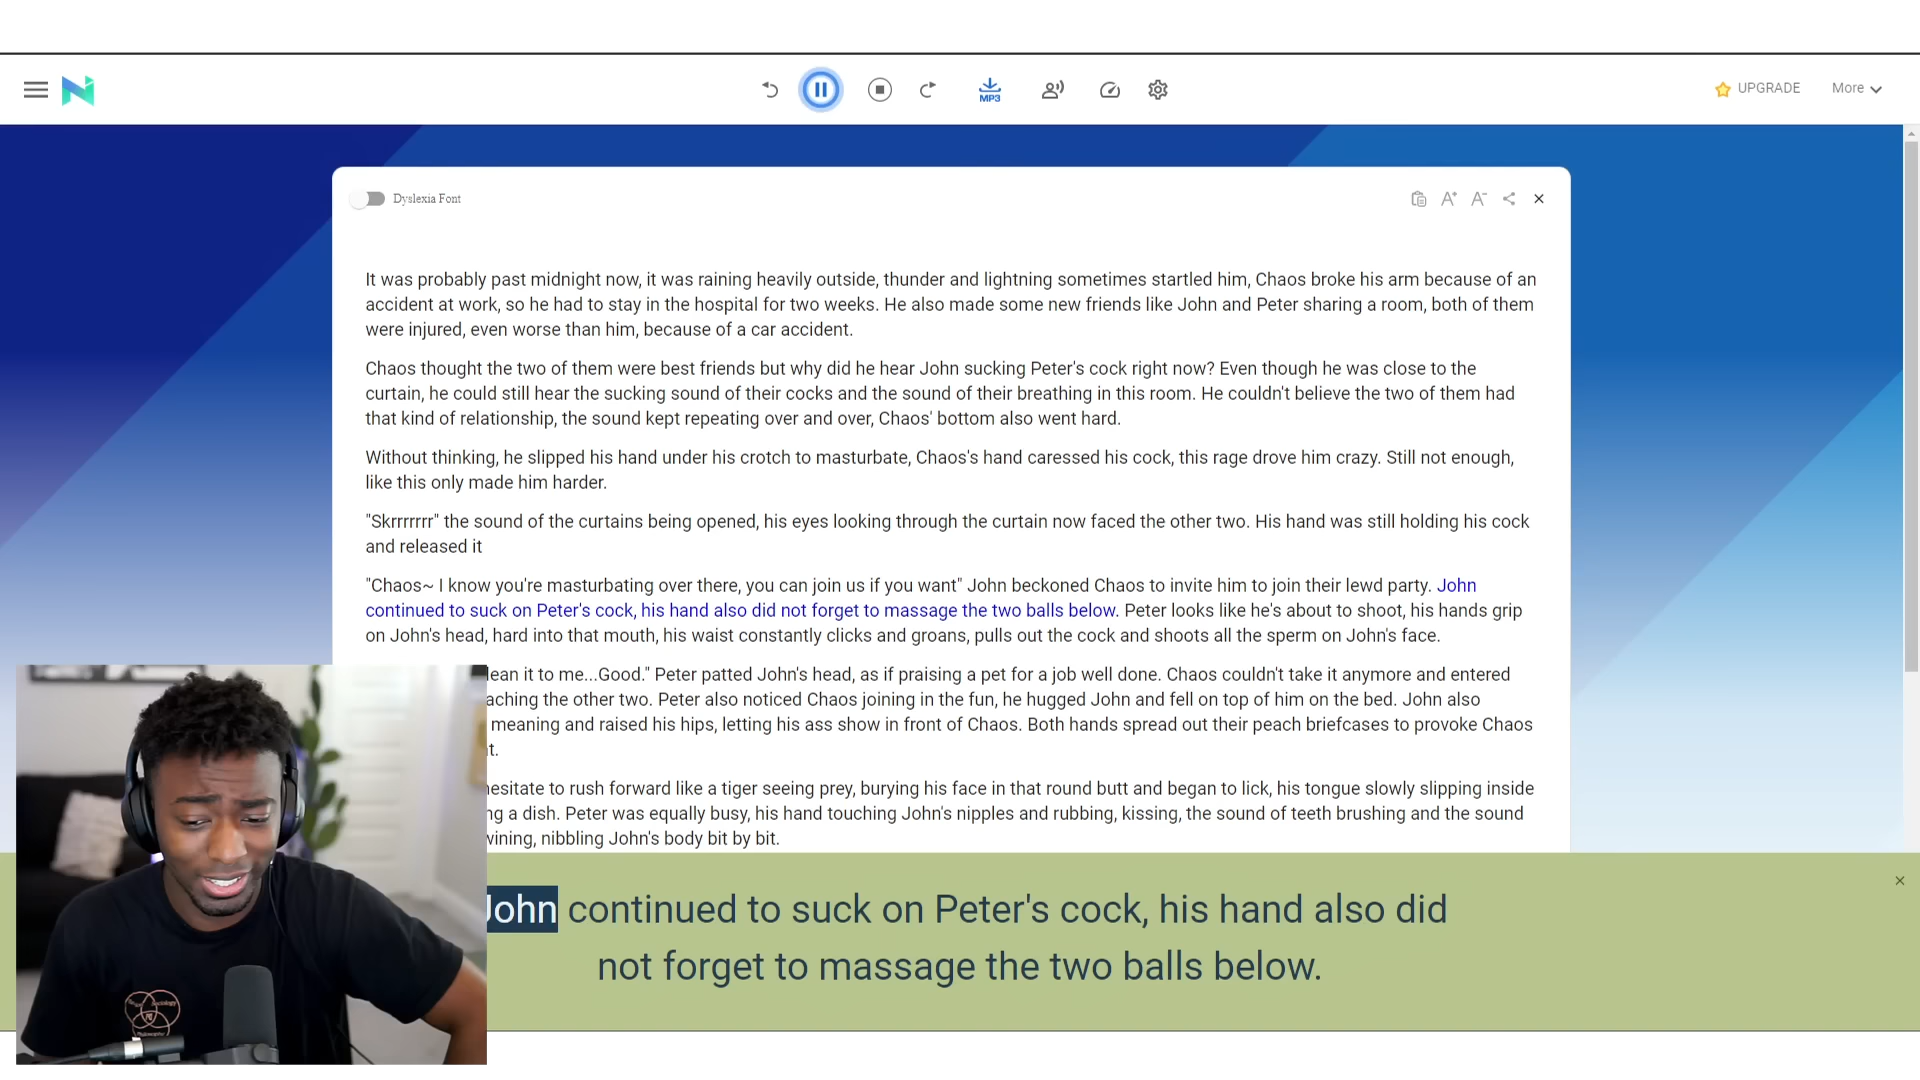 UPGRADE
More
MP3
Dyslexia Font
A+ A-
It was probably past midnight now, it was raining heavily outside, thunder and lightning sometimes startled him, Chaos broke his arm because of an
accident at work, so he had to stay in the hospital for two weeks. He also made some new friends like John and Peter sharing a room, both of them
were injured, even worse than him, because of a car accident.
Chaos thought the two of them were best friends but why did he hear John sucking Peter's cock right now? Even though he was close to the
curtain, he could still hear the sucking sound of their cocks and the sound of their breathing in this room. He couldn't believe the two of them had
that kind of relationship, the sound kept repeating over and over, Chaos' bottom also went hard.
Without thinking, he slipped his hand under his crotch to masturbate, Chaos's hand caressed his cock, this rage drove him crazy. Still not enough,
like this only made him harder.
"Skrrrrrrr" the sound of the curtains being opened, his eyes looking through the curtain now faced the other two. His hand was still holding his cock
and released it
"Chaos~ I know you're masturbating over there, you can join us if you want" John beckoned Chaos to invite him to join their lewd party. John
continued to suck on Peter's cock, his hand also did not forget to massage the two balls below. Peter looks like he's about to shoot, his hands grip
on John's head, hard into that mouth, his waist constantly clicks and groans, pulls out the cock and shoots all the sperm on John's face.
lean it to me...Good." Peter patted John's head, as if praising a pet for a job well done. Chaos couldn't take it anymore and entered
aching the other two. Peter also noticed Chaos joining in the fun, he hugged John and fell on top of him on the bed. John also
meaning and raised his hips, letting his ass show in front of Chaos. Both hands spread out their peach briefcases to provoke Chaos
t.
esitate to rush forward like a tiger seeing prey, burying his face in that round butt and began to lick, his tongue slowly slipping inside
ng a dish. Peter was equally busy, his hand touching John's nipples and rubbing, kissing, the sound of teeth brushing and the sound
wining, nibbling John's body bit by bit.
John continued to suck on Peter's cock, his hand also did
not forget to massage the two balls below.